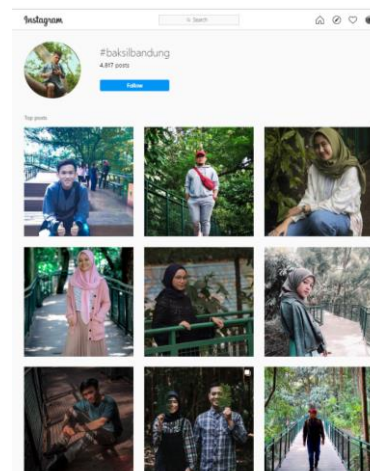 Instagram
Search
#baksilbandung
4,817 posts
Follow
Top posts